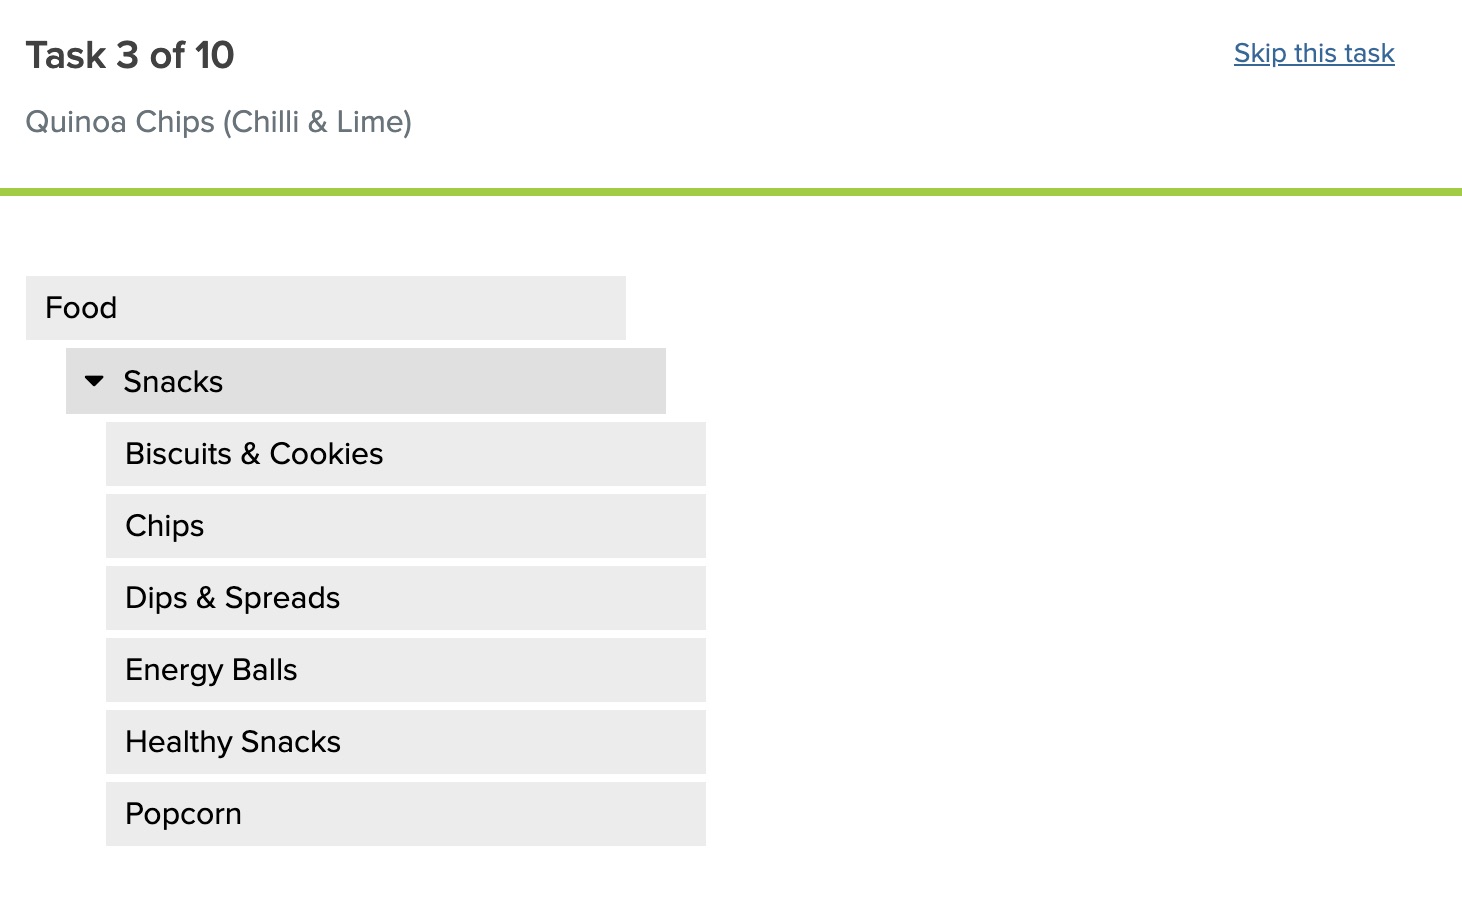 Task 3 of 10
Skip this task
Quinoa Chips (Chilli & Lime)
Food
Snacks
Biscuits & Cookies
Chips
Dips & Spreads
Energy Balls
Healthy Snacks
Popcorn